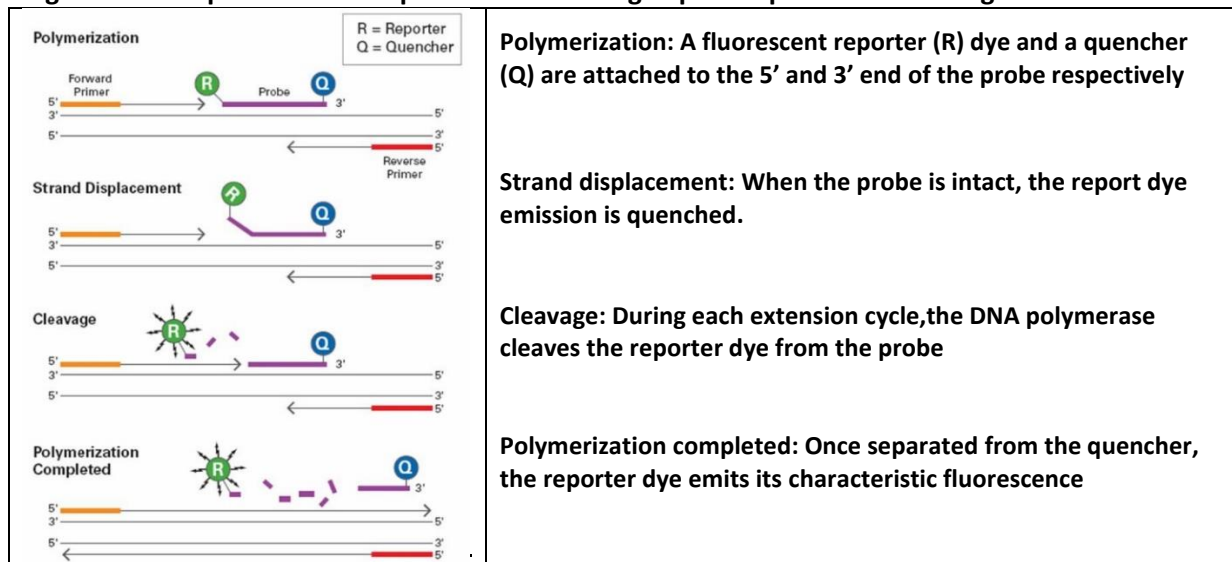 Polymerization
R = Reporter
Q = Quencher
Forward
Primer
R
Probe
Q
5'
3'
3'
5'
5'
3'
5'
Reverse
Primer
Strand Displacement
R
Q
5'
3'
3'
5'
5'
3'
5'
Cleavage
R
Q
5'
3'
3'
5'
5'
3'
5'
Polymerization
Completed
R
Q
3'
5'
3'
5'
5'
3'
5'
Polymerization: A fluorescent reporter (R) dye and a quencher
(Q) are attached to the 5’ and 3’ end of the probe respectively
Strand displacement: When the probe is intact, the report dye
emission is quenched.
Cleavage: During each extension cycle,the DNA polymerase
cleaves the reporter dye from the probe
Polymerization completed: Once separated from the quencher,
the reporter dye emits its characteristic fluorescence